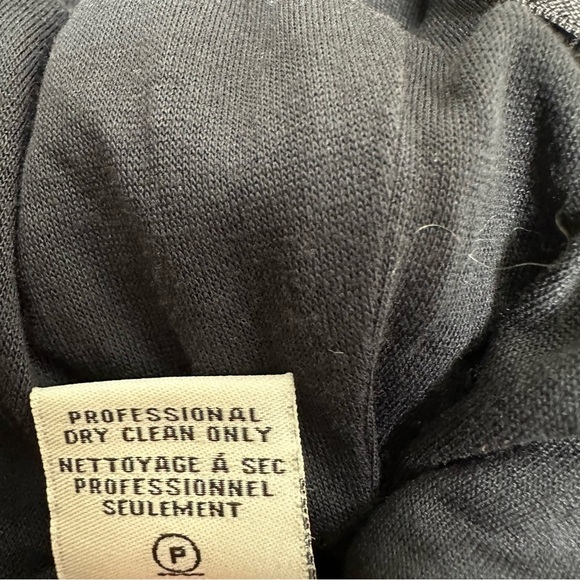 PROFESSIONAL
DRY CLEAN ONLY
NETTOYAGE Á SEC
PROFESSIONNEL
SEULEMENT
P